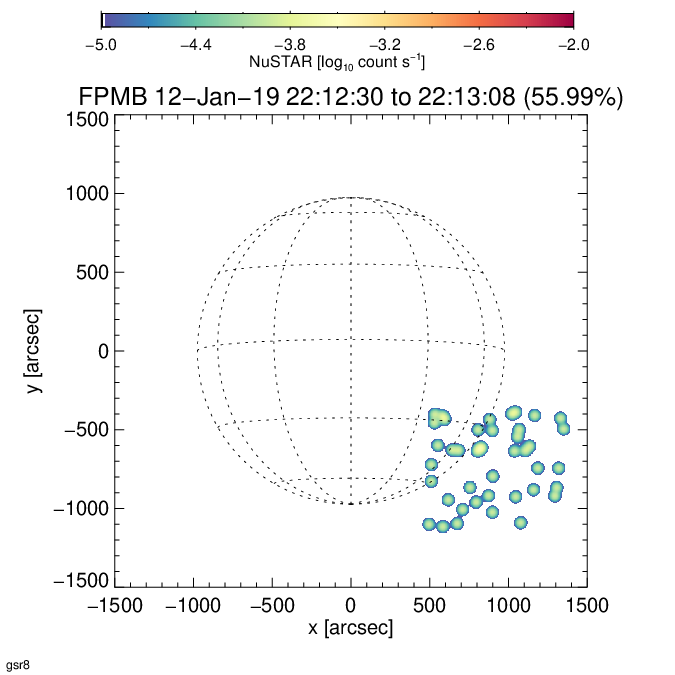 −5.0 −4.4 −3.8 −3.2 −2.6 −2.0
NuSTAR [log10 count s−1]
FPMB 12−Jan−19 22:12:30 to 22:13:08 (55.99%)
1500
1000
500
0
−500
−1000
−1500
y [arcsec]
−1500 −1000 −500 0 500 1000 1500
x [arcsec]
gsr8